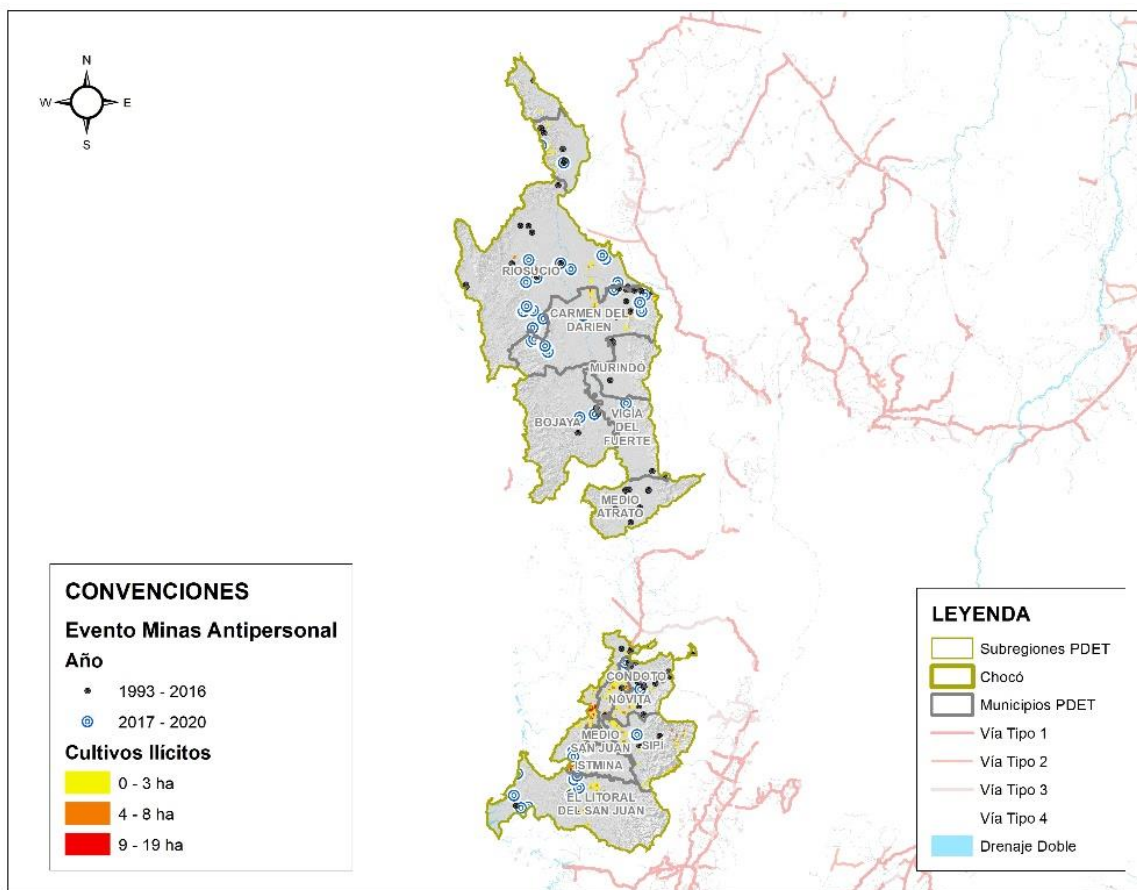 N
W
E
S
RIOSUCIO
CARMEN DEL
DARIEN
MURINDO
BOJAYA
VIGIA
DEL
FUERTE
MEDIO
ATRATO
CONDOTO
NOVITA
MEDIO
SAN JUAN
SIPI
ISTMINA
EL LITORAL
DEL SAN JUAN
CONVENCIONES
Evento Minas Antipersonal
Año
1993 - 2016
2017 - 2020
Cultivos Ilícitos
0 - 3 ha
4 - 8 ha
9 - 19 ha
LEYENDA
Subregiones PDET
Chocó
Municipios PDET
Vía Tipo 1
Vía Tipo 2
Vía Tipo 3
Vía Tipo 4
Drenaje Doble